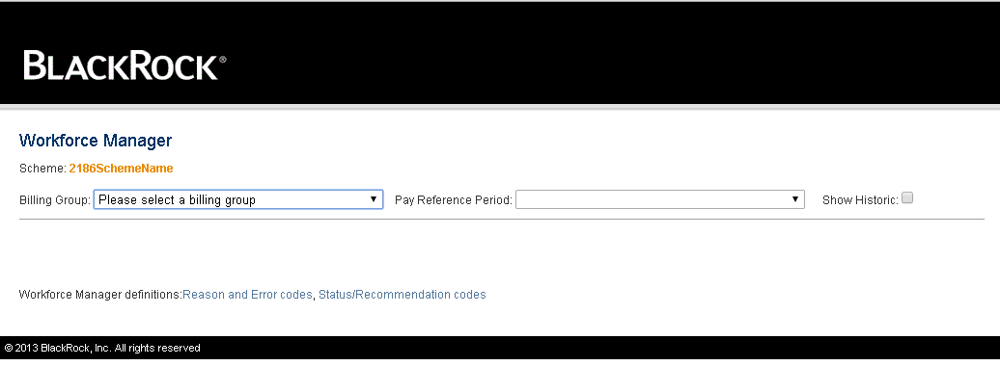 BLACKROCK®
Workforce Manager
Scheme: 2186SchemeName
Billing Group: Please select a billing group Pay Reference Period: Show Historic:
Workforce Manager definitions:Reason and Error codes, Status/Recommendation codes
© 2013 BlackRock, Inc. All rights reserved